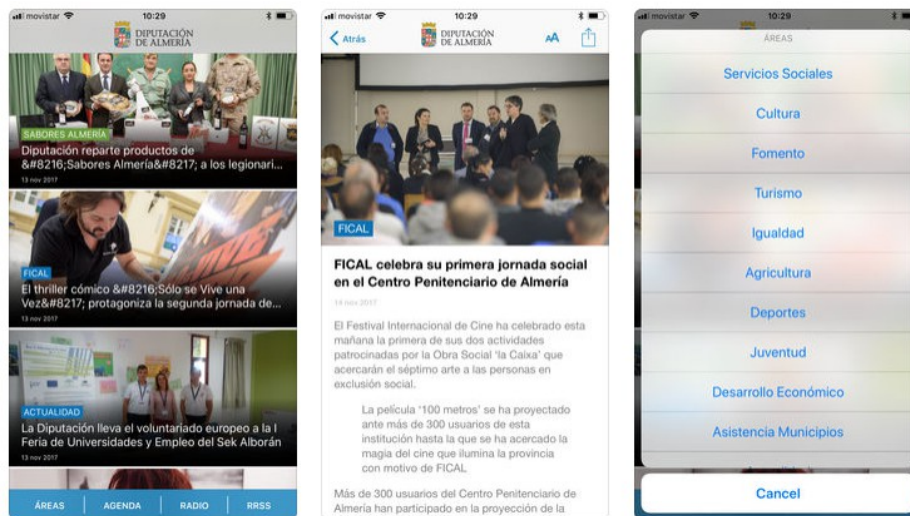 movistar 10:29
DIPUTACIÓN
DE ALMERÍA
SABORES ALMERÍA
Diputación reparte productos de
&#8216;Sabores Almería&#8217; a los legionari...
13 nov 2017
FICAL
El thriller cómico &#8216;Sólo se Vive una
Vez&#8217; protagoniza la segunda jornada de...
13 nov 2017
ACTUALIDAD
La Diputación lleva el voluntariado europeo a la I
Feria de Universidades y Empleo del Sek Alborán
13 nov 2017
ÁREAS AGENDA RADIO RRSS
movistar 10:29
Atrás
DIPUTACIÓN
DE ALMERÍA
AA
FICAL
FICAL celebra su primera jornada social
en el Centro Penitenciario de Almería
14 nov 2017
El Festival Internacional de Cine ha celebrado esta
mañana la primera de sus dos actividades
patrocinadas por la Obra Social 'la Caixa' que
acercarán el séptimo arte a las personas en
exclusión social.
La película '100 metros' se ha proyectado
ante más de 300 usuarios de esta
institución hasta la que se ha acercado la
magia del cine que ilumina la provincia
con motivo de FICAL
Más de 300 usuarios del Centro Penitenciario de
Almería han participado en la proyección de la
movistar 10:29
ÁREAS
Servicios Sociales
Cultura
Fomento
Turismo
Igualdad
Agricultura
Deportes
Juventud
Desarrollo Económico
Asistencia Municipios
Cancel